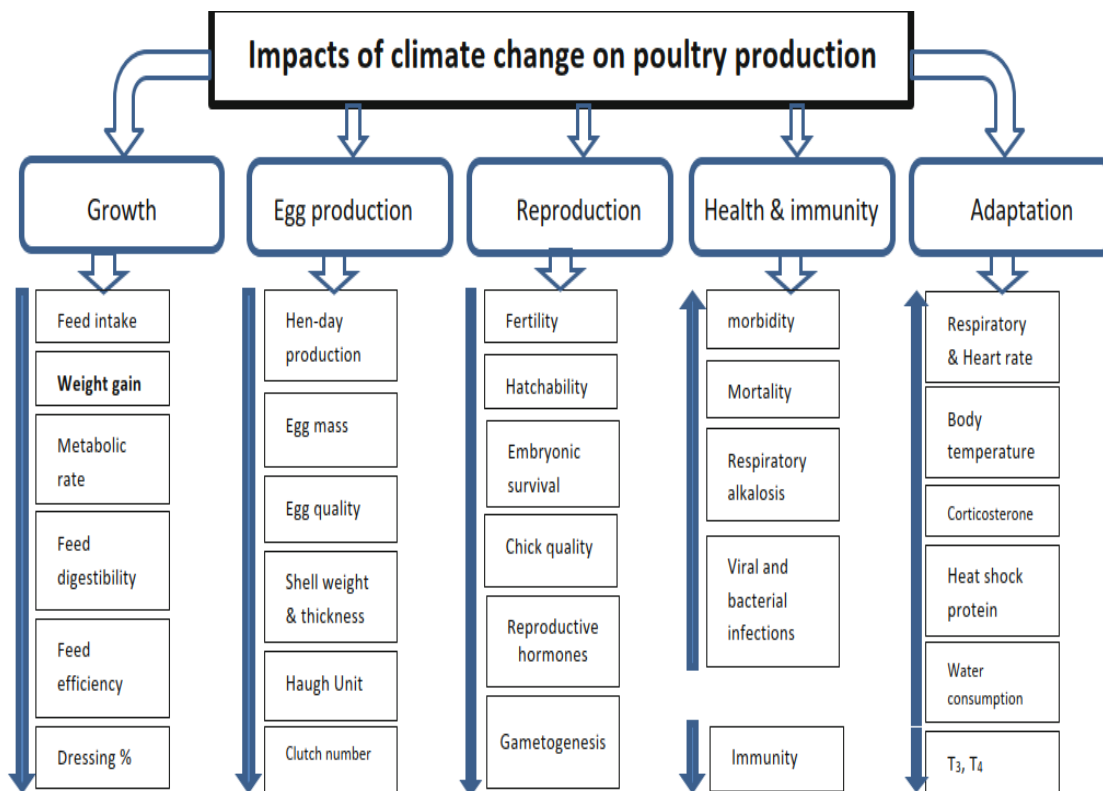 Impacts of climate change on poultry production
Growth
Egg production
Reproduction
Health & immunity
Adaptation
Feed intake
Weight gain
Metabolic
rate
Feed
digestibility
Feed
efficiency
Dressing %
Hen-day
production
Egg mass
Egg quality
Shell weight
& thickness
Haugh Unit
Clutch number
Fertility
Hatchability
Embryonic
survival
Chick quality
Reproductive
hormones
Gametogenesis
morbidity
Mortality
Respiratory
alkalosis
Viral and
bacterial
infections
Immunity
Respiratory
& Heart rate
Body
temperature
Corticosterone
Heat shock
protein
Water
consumption
T₃, T₄